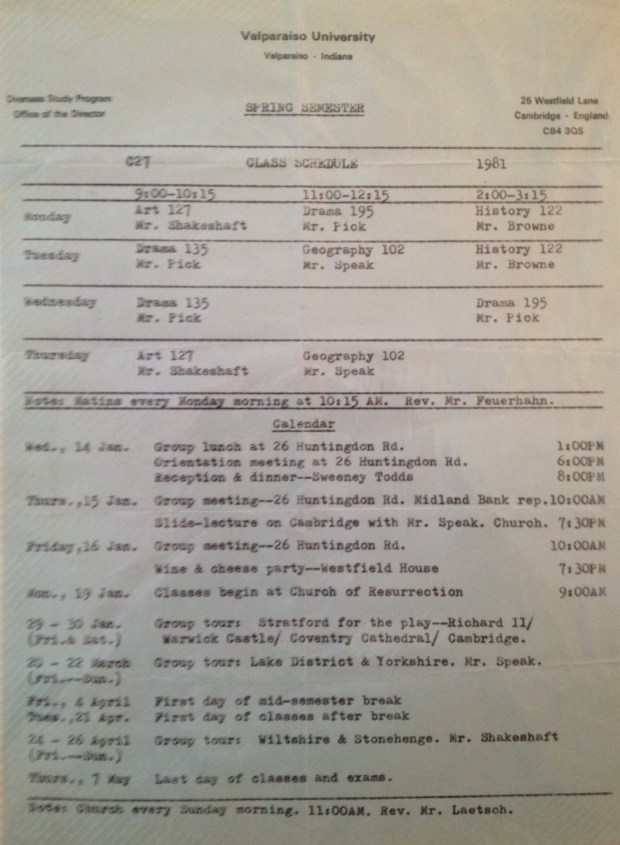 Valparaiso University
Valparaiso - Indiana
Overseas Study Program
Office of the Director
SPRING SEMESTER
25 Westfield Lane
Cambridge - England
CB4 3QS
C27 CLASS SCHEDULE 1981
9:00-10:15 11:00-12:15 2:00-3:15
Monday Art 127 Drama 195 History 122
Mr. Shakeshaft Mr. Pick Mr. Browne
Tuesday Drama 135 Geography 102 History 122
Mr. Pick Mr. Speak Mr. Browne
Wednesday Drama 135 Drama 195
Mr. Pick Mr. Pick
Thursday Art 127 Geography 102
Mr. Shakeshaft Mr. Speak
Note: Matins every Monday morning at 10:15 AM. Rev. Mr. Feuerhahn.
Calendar
Wed., 14 Jan. Group lunch at 26 Huntingdon Rd. 1:00PM
Orientation meeting at 26 Huntingdon Rd. 6:00PM
Reception & dinner--Sweeney Todds 8:00PM
Thurs.,15 Jan. Group meeting--26 Huntingdon Rd. Midland Bank rep.10:00AM
Slide-lecture on Cambridge with Mr. Speak. Church. 7:30PM
Friday,16 Jan. Group meeting--26 Huntingdon Rd. 10:00AM
Wine & cheese party--Westfield House 7:30PM
Mon., 19 Jan. Classes begin at Church of Resurrection 9:00AM
29 - 30 Jan. Group tour: Stratford for the play--Richard II/
(Fri.& Sat.) Warwick Castle/ Coventry Cathedral/ Cambridge.
20 - 22 March Group tour: Lake District & Yorkshire. Mr. Speak.
(Fri.--Sun.)
Fri., 4 April First day of mid-semester break
Tues.,21 Apr. First day of classes after break
24 - 26 April Group tour: Wiltshire & Stonehenge. Mr. Shakeshaft
(Fri.--Sun.)
Thurs., 7 May Last day of classes and exams.
Note: Church every Sunday morning. 11:00AM. Rev. Mr. Laetsch.